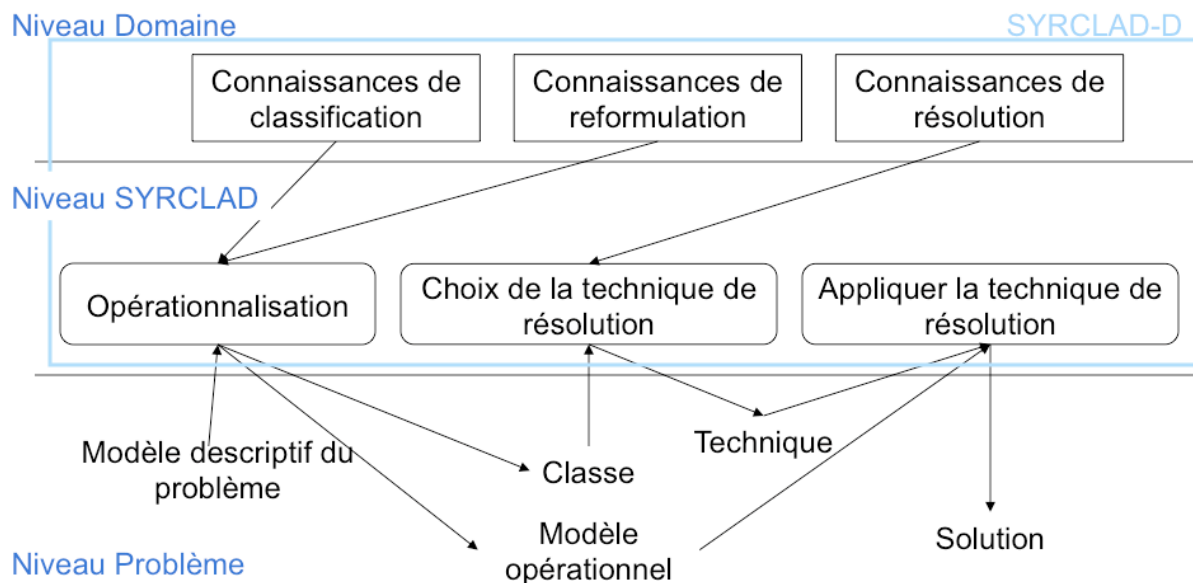 Niveau Domaine
SYRCLAD-D
Connaissances de
classification
Connaissances de
reformulation
Connaissances de
résolution
Niveau SYRCLAD
Opérationnalisation
Choix de la technique de
résolution
Appliquer la technique de
résolution
Modèle descriptif du
problème
Classe
Technique
Modèle
opérationnel
Solution
Niveau Problème